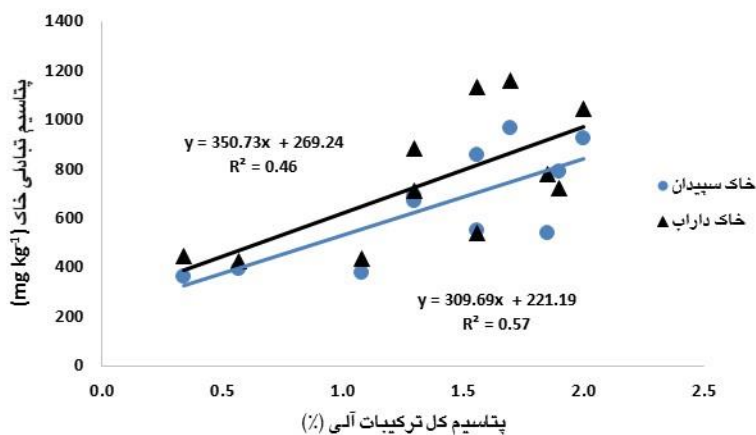 1400
1200
1000
800
600
400
200
0
پتاسیم تبادلی خاک (mg kg⁻¹)
y = 350.73x + 269.24
R² = 0.46
y = 309.69x + 221.19
R² = 0.57
خاک سپیدان
خاک داراب
0.0 0.5 1.0 1.5 2.0 2.5
پتاسیم کل ترکیبات آلی (٪)